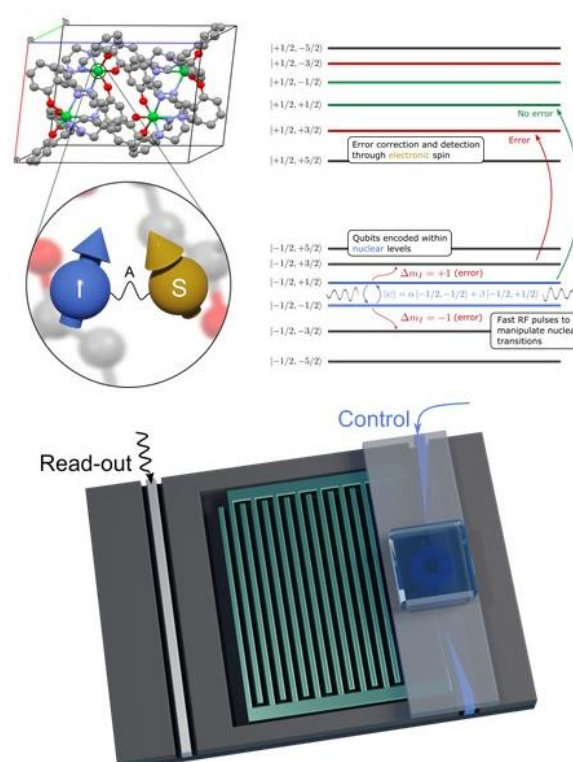 |+1/2, −5/2⟩
|+1/2, −3/2⟩
|+1/2, −1/2⟩
|+1/2, +1/2⟩
No error
|+1/2, +3/2⟩
Error
Error correction and detection
through electronic spin
|+1/2, +5/2⟩
Qubits encoded within
nuclear levels
|−1/2, +5/2⟩
|−1/2, +3/2⟩
Δm_I = +1 (error)
|−1/2, +1/2⟩
|ψ⟩ = α |−1/2, −1/2⟩ + β |−1/2, +1/2⟩
|−1/2, −1/2⟩
Δm_I = −1 (error)
|−1/2, −3/2⟩
Fast RF pulses to
manipulate nuclear
transitions
|−1/2, −5/2⟩
I
A
S
Control
Read-out